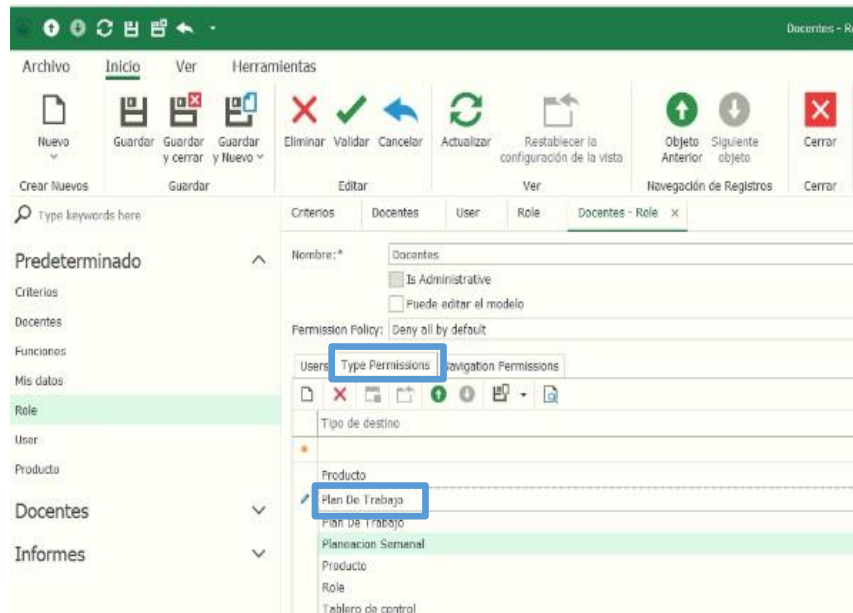 Docentes - R
Archivo Inicio Ver Herramientas
Nuevo Guardar Guardar y cerrar Guardar y Nuevo Eliminar Validar Cancelar Actualizar Restablecer la configuración de la vista Objeto Anterior Siguiente objeto Cerrar
Crear Nuevos Guardar Editar Ver Navegación de Registros Cerrar
Type keywords here
Criterios Docentes User Role Docentes - Role
Predeterminado
Criterios
Docentes
Funciones
Mis datos
Role
User
Producto
Docentes
Informes
Nombre:* Docentes
Is Administrative
Puede editar el modelo
Permission Policy: Deny all by default
Users Type Permissions Navigation Permissions
Tipo de destino
Producto
Plan De Trabajo
Plan De Trabajo
Planeacion Semanal
Producto
Role
Tablero de control